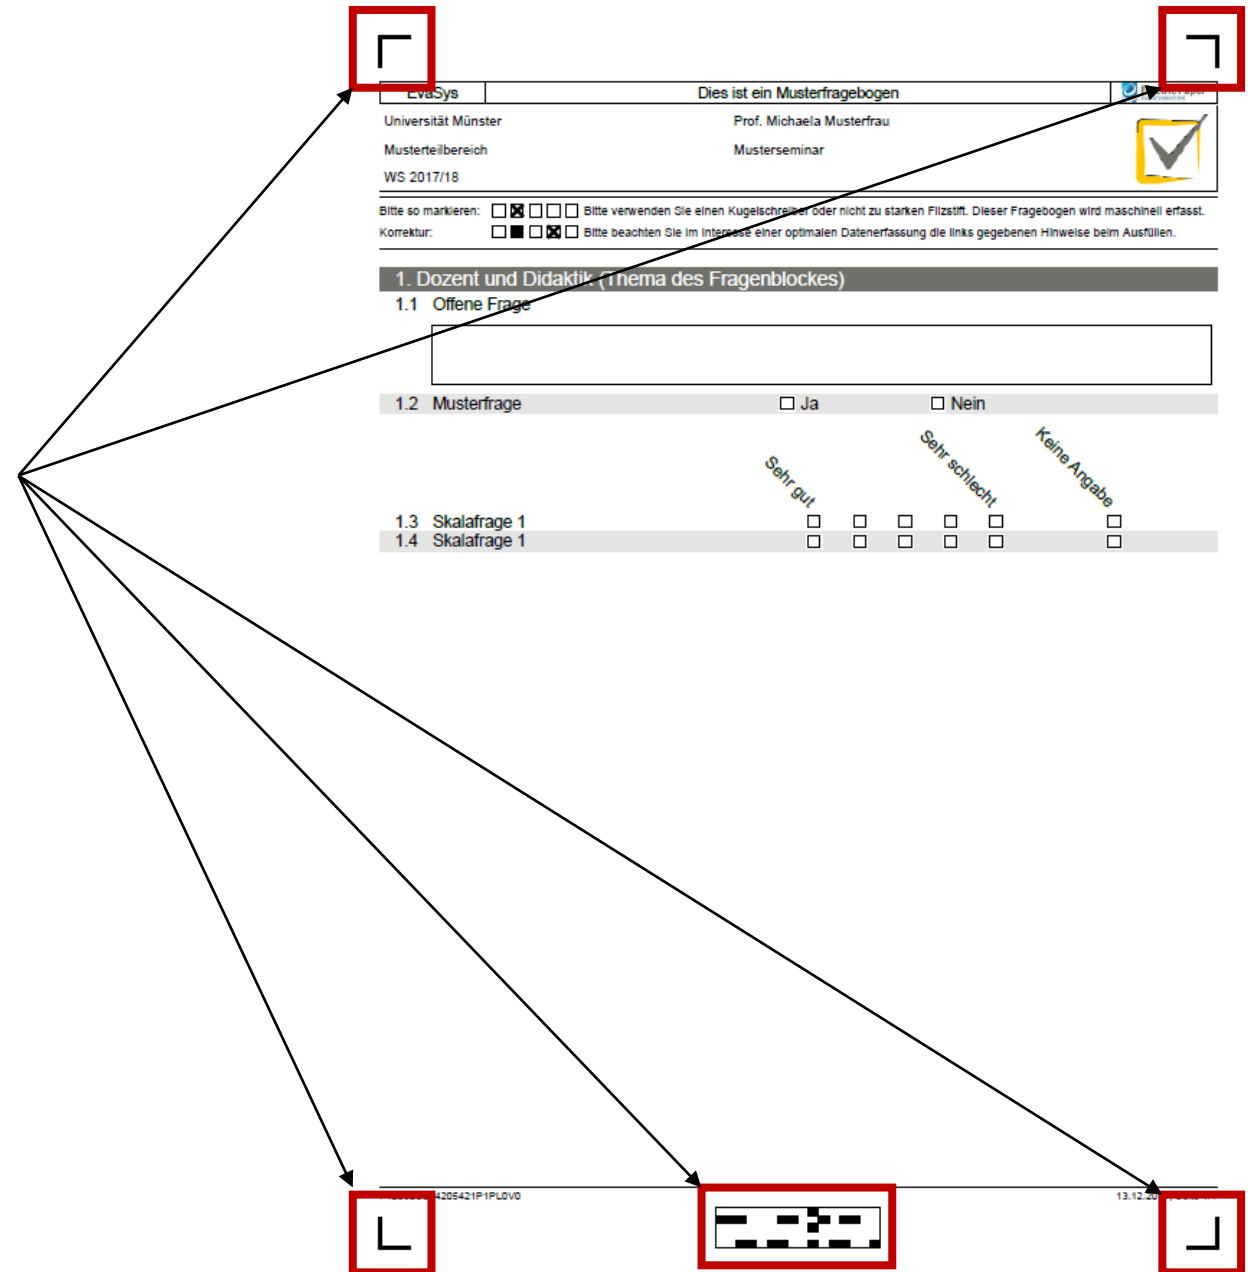 EvaSys Dies ist ein Musterfragebogen
Universität Münster Prof. Michaela Musterfrau
Musterteilbereich Musterseminar
WS 2017/18
Bitte so markieren: Bitte verwenden Sie einen Kugelschreiber oder nicht zu starken Filzstift. Dieser Fragebogen wird maschinell erfasst.
Korrektur: Bitte beachten Sie im Interesse einer optimalen Datenerfassung die links gegebenen Hinweise beim Ausfüllen.
1. Dozent und Didaktik (Thema des Fragenblockes)
1.1 Offene Frage
1.2 Musterfrage Ja Nein
Sehr gut Sehr schlecht Keine Angabe
1.3 Skalafrage 1
1.4 Skalafrage 1